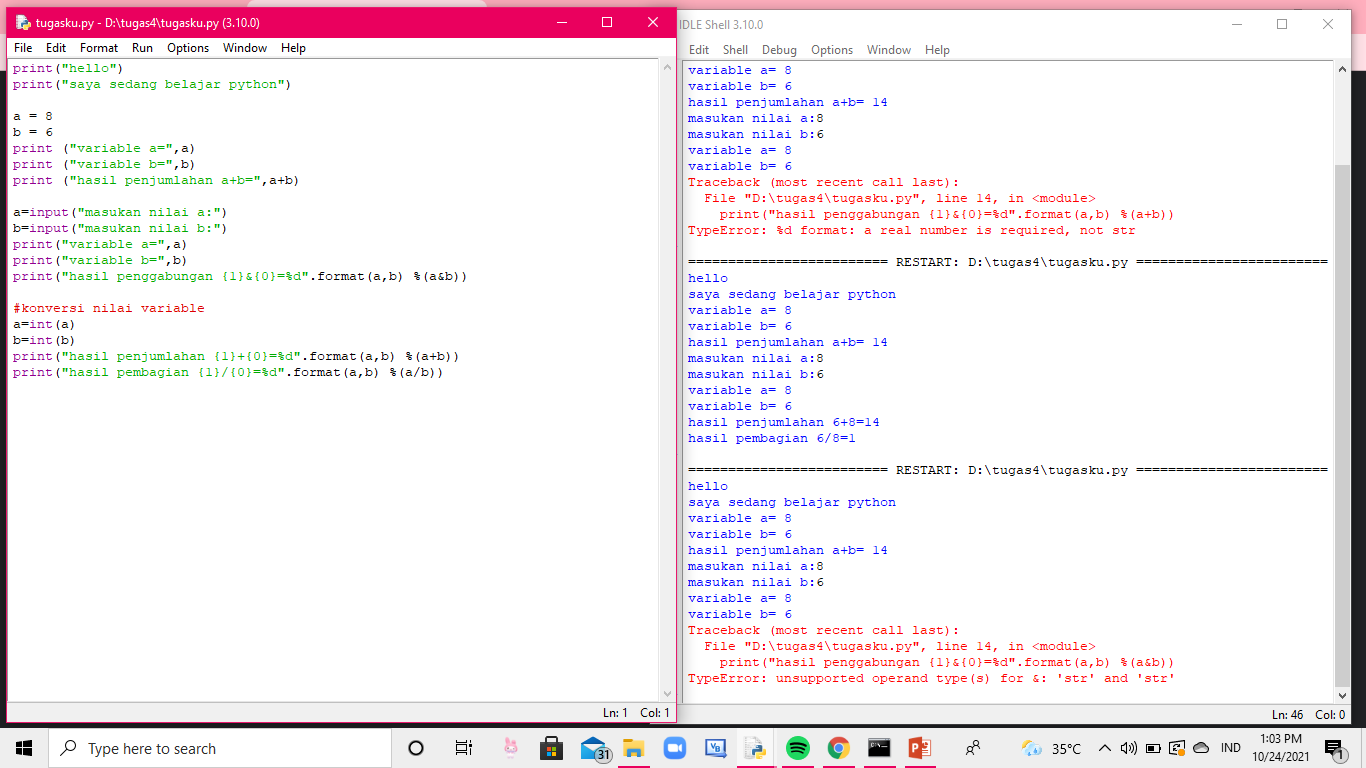 tugasku.py - D:\tugas4\tugasku.py (3.10.0)
File Edit Format Run Options Window Help
print("hello")
print("saya sedang belajar python")
a = 8
b = 6
print ("variable a=",a)
print ("variable b=",b)
print ("hasil penjumlahan a+b=",a+b)
a=input("masukan nilai a:")
b=input("masukan nilai b:")
print("variable a=",a)
print("variable b=",b)
print("hasil penggabungan {1}&{0}=%d".format(a,b) %(a&b))
#konversi nilai variable
a=int(a)
b=int(b)
print("hasil penjumlahan {1}+{0}=%d".format(a,b) %(a+b))
print("hasil pembagian {1}/{0}=%d".format(a,b) %(a/b))
Ln: 1 Col: 1
IDLE Shell 3.10.0
Edit Shell Debug Options Window Help
variable a= 8
variable b= 6
hasil penjumlahan a+b= 14
masukan nilai a:8
masukan nilai b:6
variable a= 8
variable b= 6
Traceback (most recent call last):
File "D:\tugas4\tugasku.py", line 14, in <module>
print("hasil penggabungan {1}&{0}=%d".format(a,b) %(a+b))
TypeError: %d format: a real number is required, not str
========================= RESTART: D:\tugas4\tugasku.py ========================
hello
saya sedang belajar python
variable a= 8
variable b= 6
hasil penjumlahan a+b= 14
masukan nilai a:8
masukan nilai b:6
variable a= 8
variable b= 6
hasil penjumlahan 6+8=14
hasil pembagian 6/8=1
========================= RESTART: D:\tugas4\tugasku.py ========================
hello
saya sedang belajar python
variable a= 8
variable b= 6
hasil penjumlahan a+b= 14
masukan nilai a:8
masukan nilai b:6
variable a= 8
variable b= 6
Traceback (most recent call last):
File "D:\tugas4\tugasku.py", line 14, in <module>
print("hasil penggabungan {1}&{0}=%d".format(a,b) %(a&b))
TypeError: unsupported operand type(s) for &: 'str' and 'str'
Ln: 46 Col: 0
Type here to search
31
35°C
IND
1:03 PM
10/24/2021
1